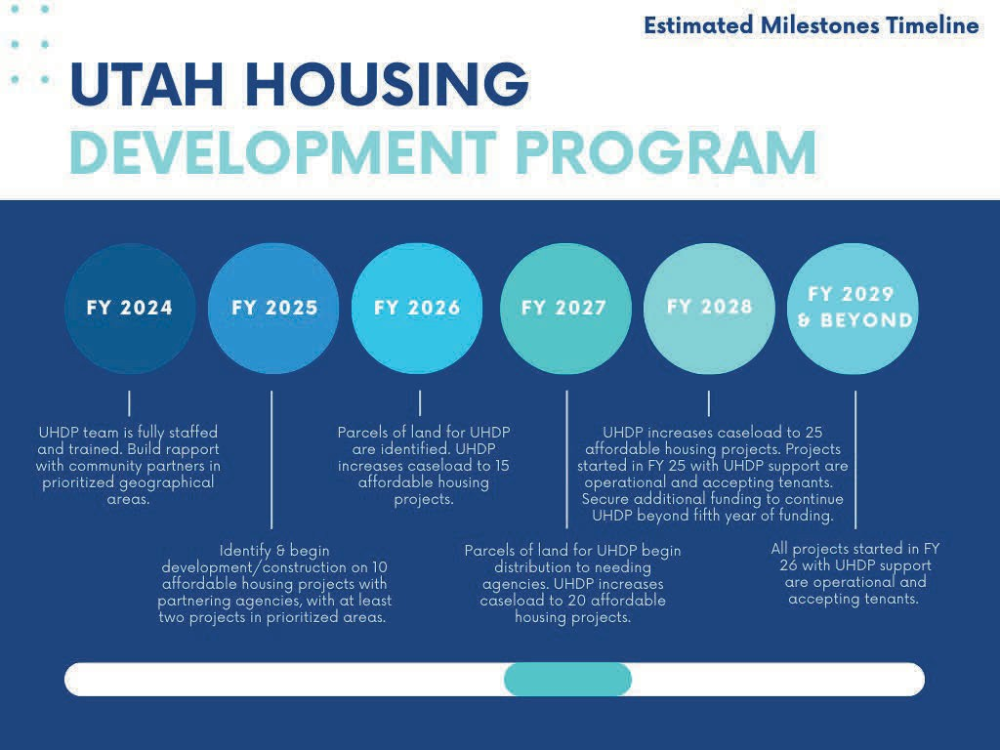 Estimated Milestones Timeline
UTAH HOUSING
DEVELOPMENT PROGRAM
FY 2024
FY 2025
FY 2026
FY 2027
FY 2028
FY 2029
& BEYOND
UHDP team is fully staffed
and trained. Build rapport
with community partners in
prioritized geographical
areas.
Identify & begin
development/construction on 10
affordable housing projects with
partnering agencies, with at least
two projects in prioritized areas.
Parcels of land for UHDP
are identified. UHDP
increases caseload to 15
affordable housing
projects.
Parcels of land for UHDP begin
distribution to needing
agencies. UHDP increases
caseload to 20 affordable
housing projects.
UHDP increases caseload to 25
affordable housing projects. Projects
started in FY 25 with UHDP support are
operational and accepting tenants.
Secure additional funding to continue
UHDP beyond fifth year of funding.
All projects started in FY
26 with UHDP support
are operational and
accepting tenants.